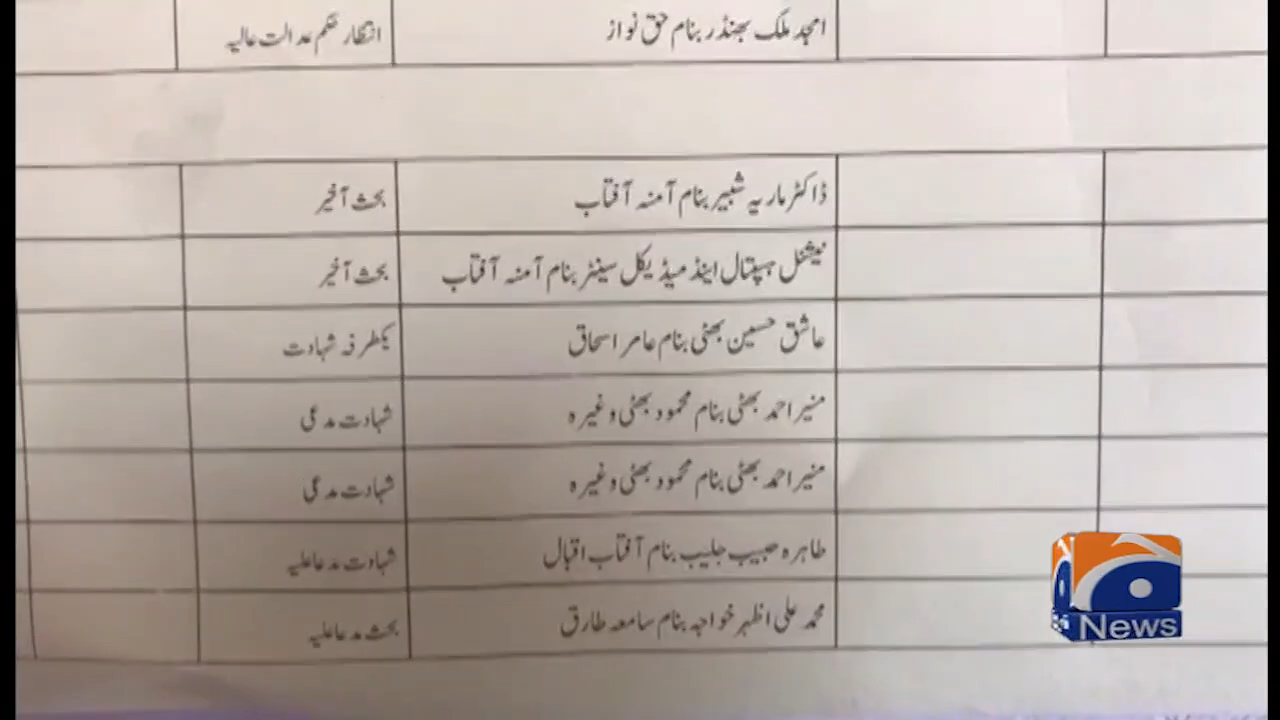 امجد ملک بھنڈر بنام حق نواز انتظار حکم عدالت عالیہ
ڈاکٹر ماریہ شبیر بنام آمنہ آفتاب بحث آخیر
نیشنل ہسپتال اینڈ میڈیکل سینٹر بنام آمنہ آفتاب بحث آخیر
عاشق حسین بھٹی بنام عامر اسحاق یکطرفہ شہادت
منیر احمد بھٹی بنام محمود بھٹی وغیرہ شہادت مدعی
منیر احمد بھٹی بنام محمود بھٹی وغیرہ شہادت مدعی
طاہرہ حبیب جلیب بنام آفتاب اقبال شہادت مدعاعلیہ
محمد علی اظہر خواجہ بنام سامعہ طارق بحث مدعاعلیہ
News